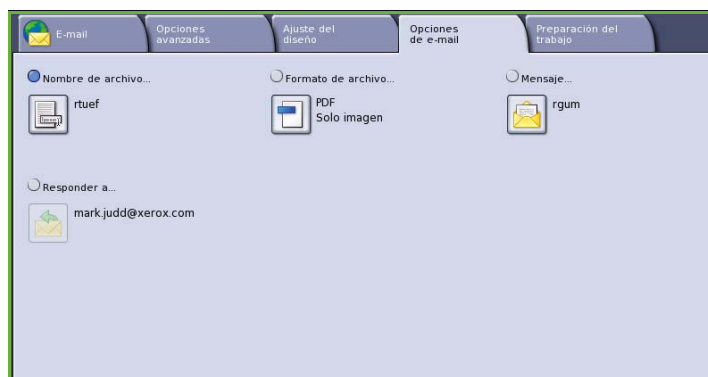 E-mail
Opciones
avanzadas
Ajuste del
diseño
Opciones
de e-mail
Preparación del
trabajo
Nombre de archivo...
rtuef
Formato de archivo...
PDF
Solo imagen
Mensaje...
rgum
Responder a...
mark.judd@xerox.com